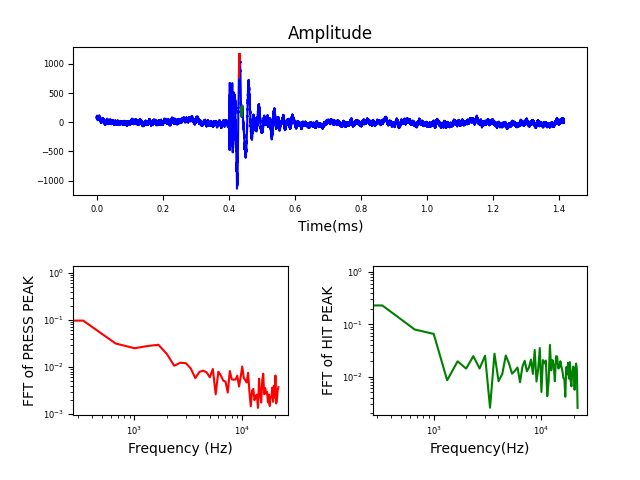 Amplitude
1000
500
0
−500
−1000
0.0 0.2 0.4 0.6 0.8 1.0 1.2 1.4
Time(ms)
FFT of PRESS PEAK
10⁰
10⁻¹
10⁻²
10⁻³
10³ 10⁴
Frequency (Hz)
FFT of HIT PEAK
10⁰
10⁻¹
10⁻²
10³ 10⁴
Frequency(Hz)